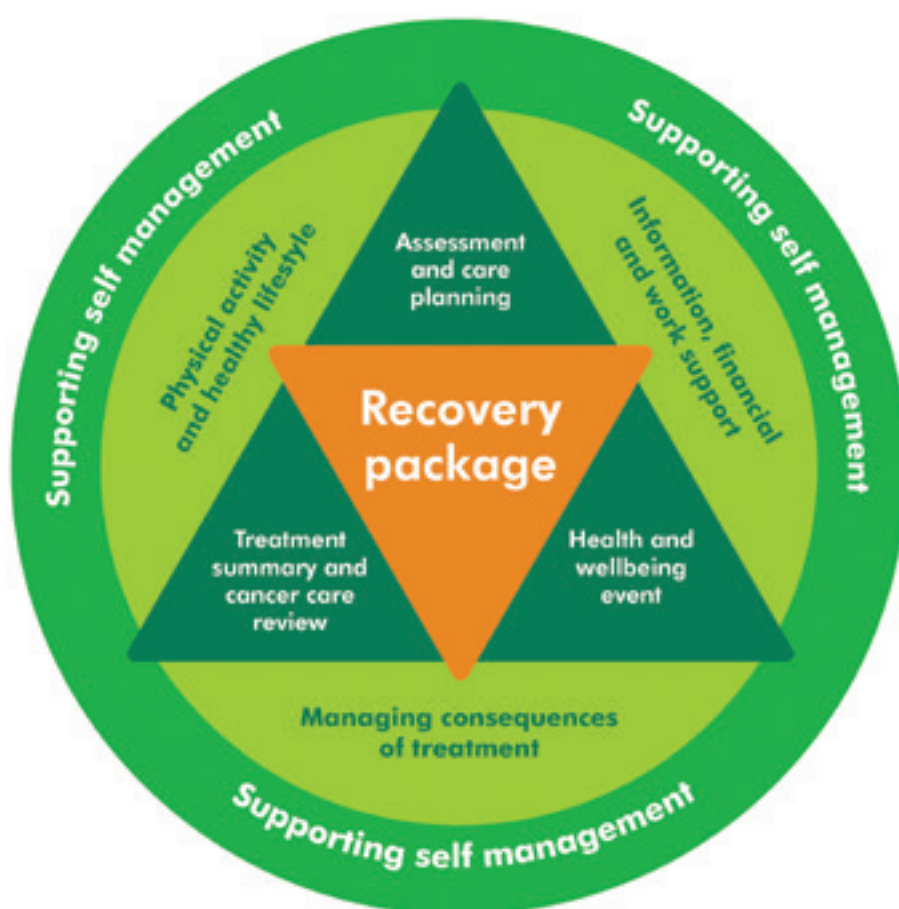 Supporting self management
Supporting self management
Physical activity
and healthy lifestyle
Information, financial
and work support
Assessment
and care
planning
Recovery
package
Treatment
summary and
cancer care
review
Health and
wellbeing
event
Managing consequences
of treatment
Supporting self management